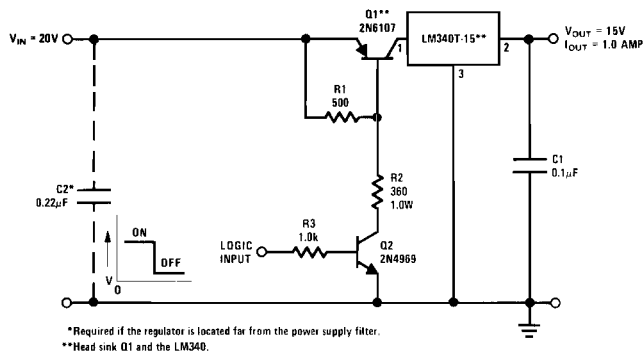 Q1**
2N6107
V_IN = 20V
1
LM340T-15**
2
V_OUT = 15V
I_OUT = 1.0 AMP
3
R1
500
R2
360
1.0W
C1
0.1μF
C2*
0.22μF
ON
OFF
V
0
LOGIC
INPUT
R3
1.0k
Q2
2N4969
*Required if the regulator is located far from the power supply filter.
**Head sink Q1 and the LM340.